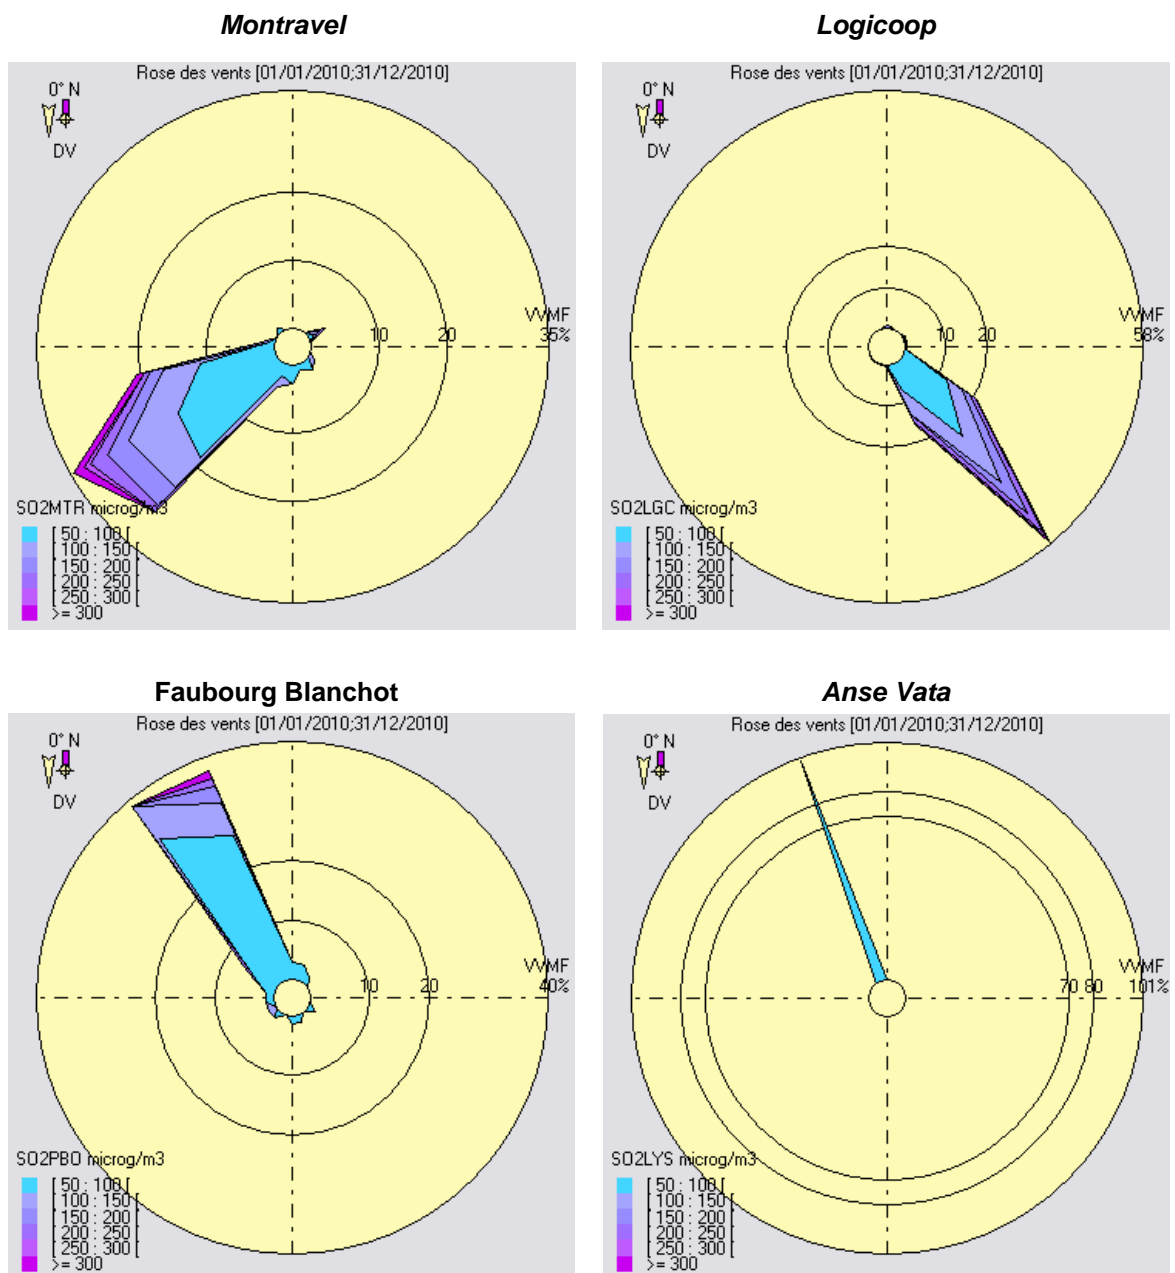 Montravel
Logicoop
Rose des vents [01/01/2010;31/12/2010]
0° N
DV
VVMF
10
20
35%
SO2MTR microg/m3
[ 50 : 100 [
[ 100 : 150 [
[ 150 : 200 [
[ 200 : 250 [
[ 250 : 300 [
>= 300
Rose des vents [01/01/2010;31/12/2010]
0° N
DV
VVMF
10
20
58%
SO2LGC microg/m3
[ 50 : 100 [
[ 100 : 150 [
[ 150 : 200 [
[ 200 : 250 [
[ 250 : 300 [
>= 300
Faubourg Blanchot
Anse Vata
Rose des vents [01/01/2010;31/12/2010]
0° N
DV
VVMF
10
20
40%
SO2PBO microg/m3
[ 50 : 100 [
[ 100 : 150 [
[ 150 : 200 [
[ 200 : 250 [
[ 250 : 300 [
>= 300
Rose des vents [01/01/2010;31/12/2010]
0° N
DV
VVMF
70
80
101%
SO2LYS microg/m3
[ 50 : 100 [
[ 100 : 150 [
[ 150 : 200 [
[ 200 : 250 [
[ 250 : 300 [
>= 300